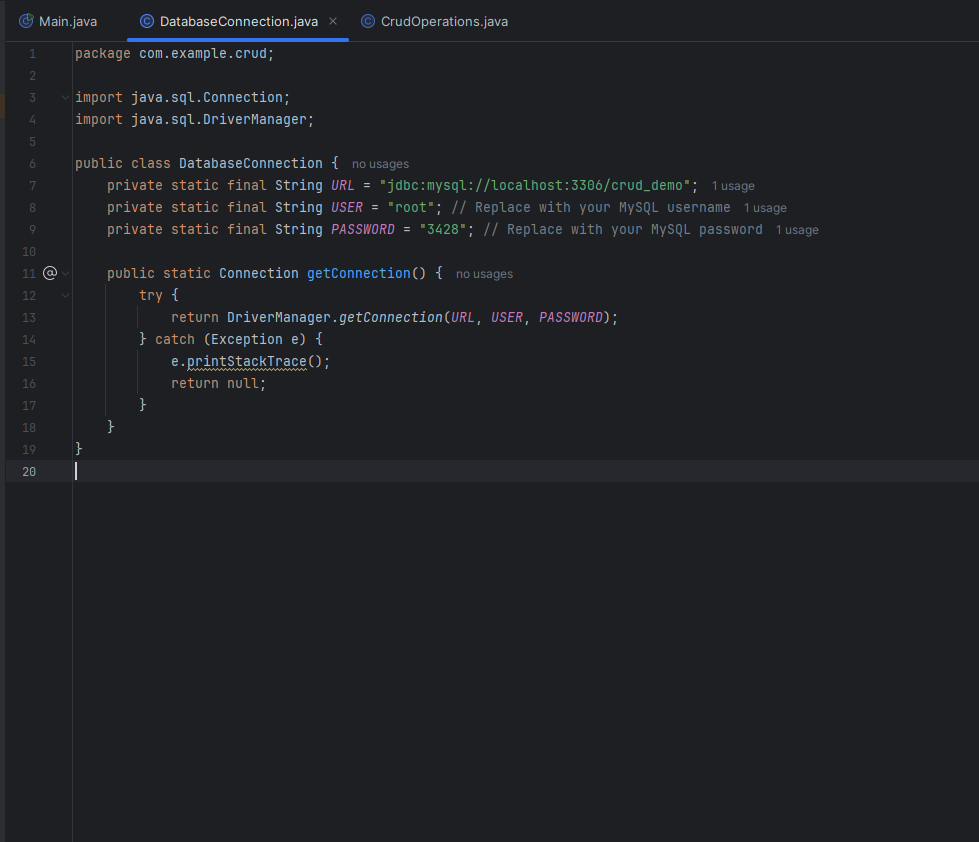 Main.java DatabaseConnection.java × CrudOperations.java
1 package com.example.crud;
2
3 import java.sql.Connection;
4 import java.sql.DriverManager;
5
6 public class DatabaseConnection { no usages
7 private static final String URL = "jdbc:mysql://localhost:3306/crud_demo"; 1 usage
8 private static final String USER = "root"; // Replace with your MySQL username 1 usage
9 private static final String PASSWORD = "3428"; // Replace with your MySQL password 1 usage
10
11 @ public static Connection getConnection() { no usages
12 try {
13 return DriverManager.getConnection(URL, USER, PASSWORD);
14 } catch (Exception e) {
15 e.printStackTrace();
16 return null;
17 }
18 }
19 }
20